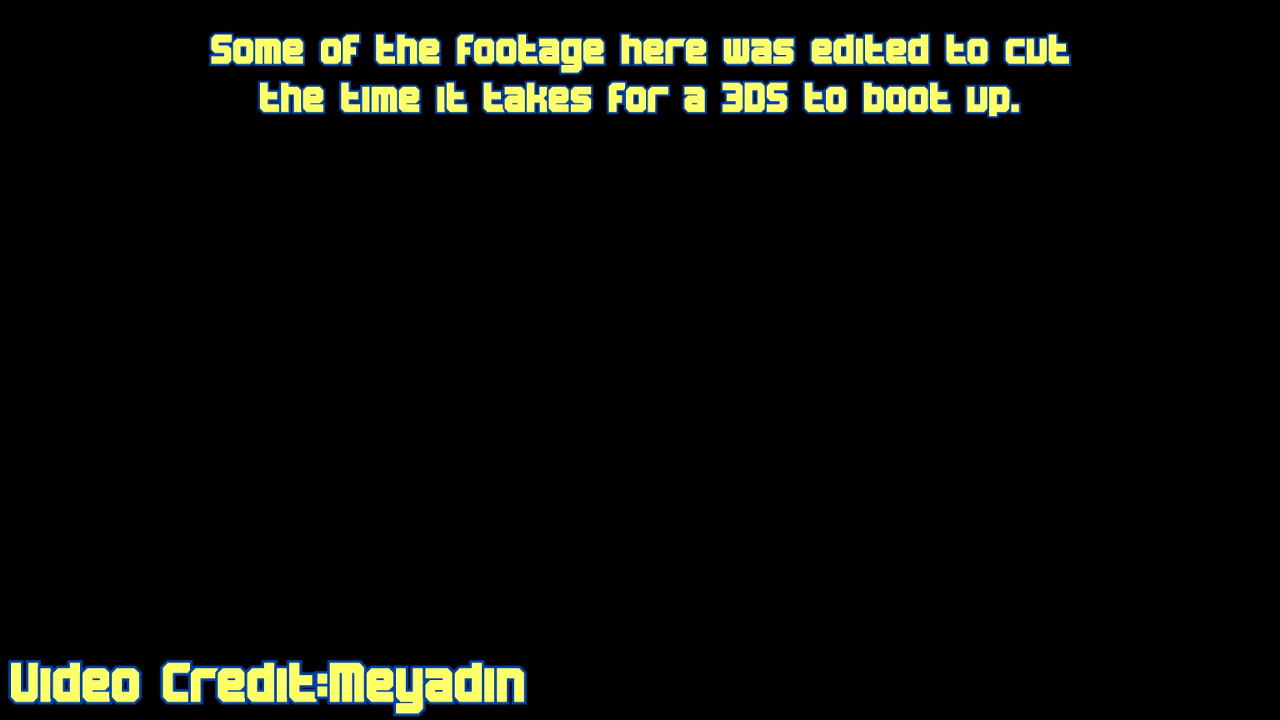 Some of the footage here was edited to cut
the time it takes for a 3DS to boot up.
Video Credit:Meyadin